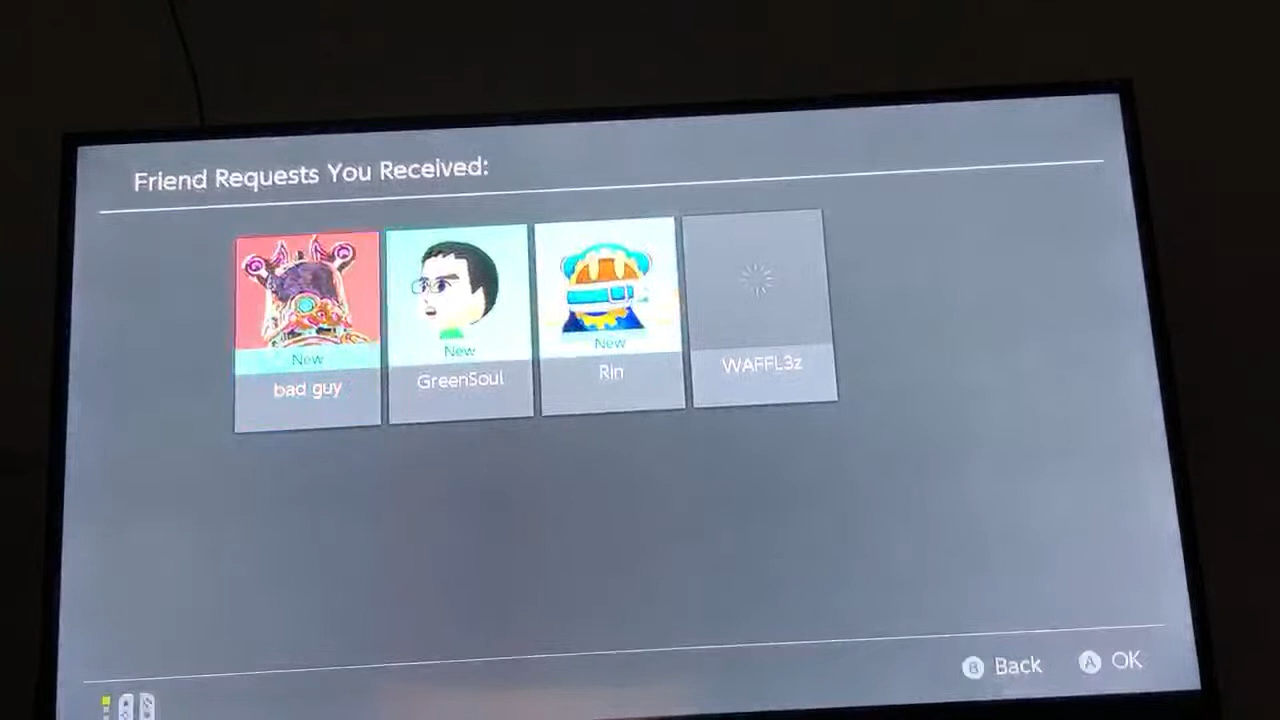 Friend Requests You Received:
New
bad guy
New
GreenSoul
New
Rin
WAFFL3z
B Back
A OK